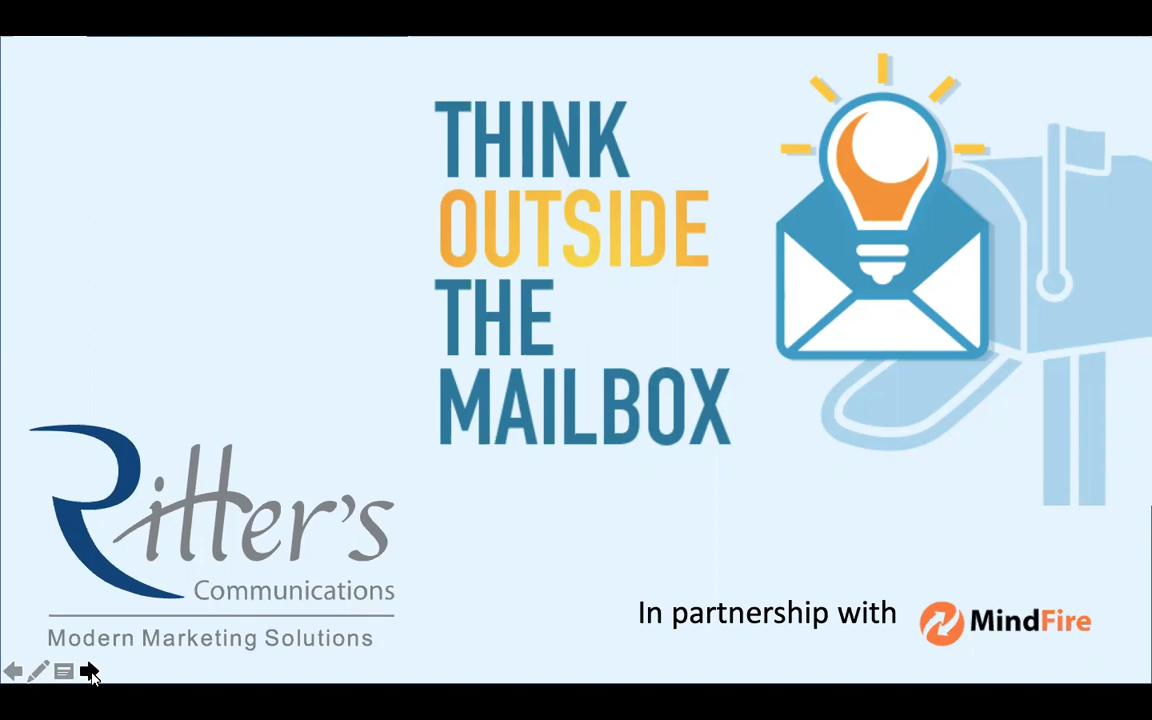 THINK
OUTSIDE
THE
MAILBOX
Ritter's
Communications
Modern Marketing Solutions
In partnership with
MindFire